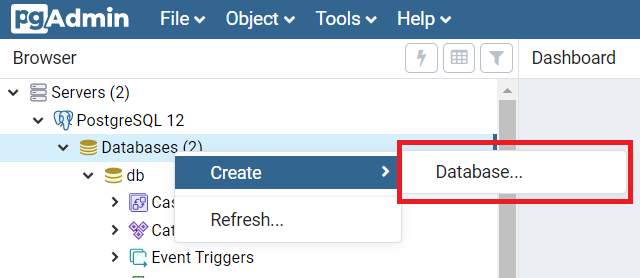 pgAdmin File Object Tools Help
Browser Dashboard
Servers (2)
PostgreSQL 12
Databases (2)
db
Create Database...
Cas
Refresh...
Cat
Event Triggers